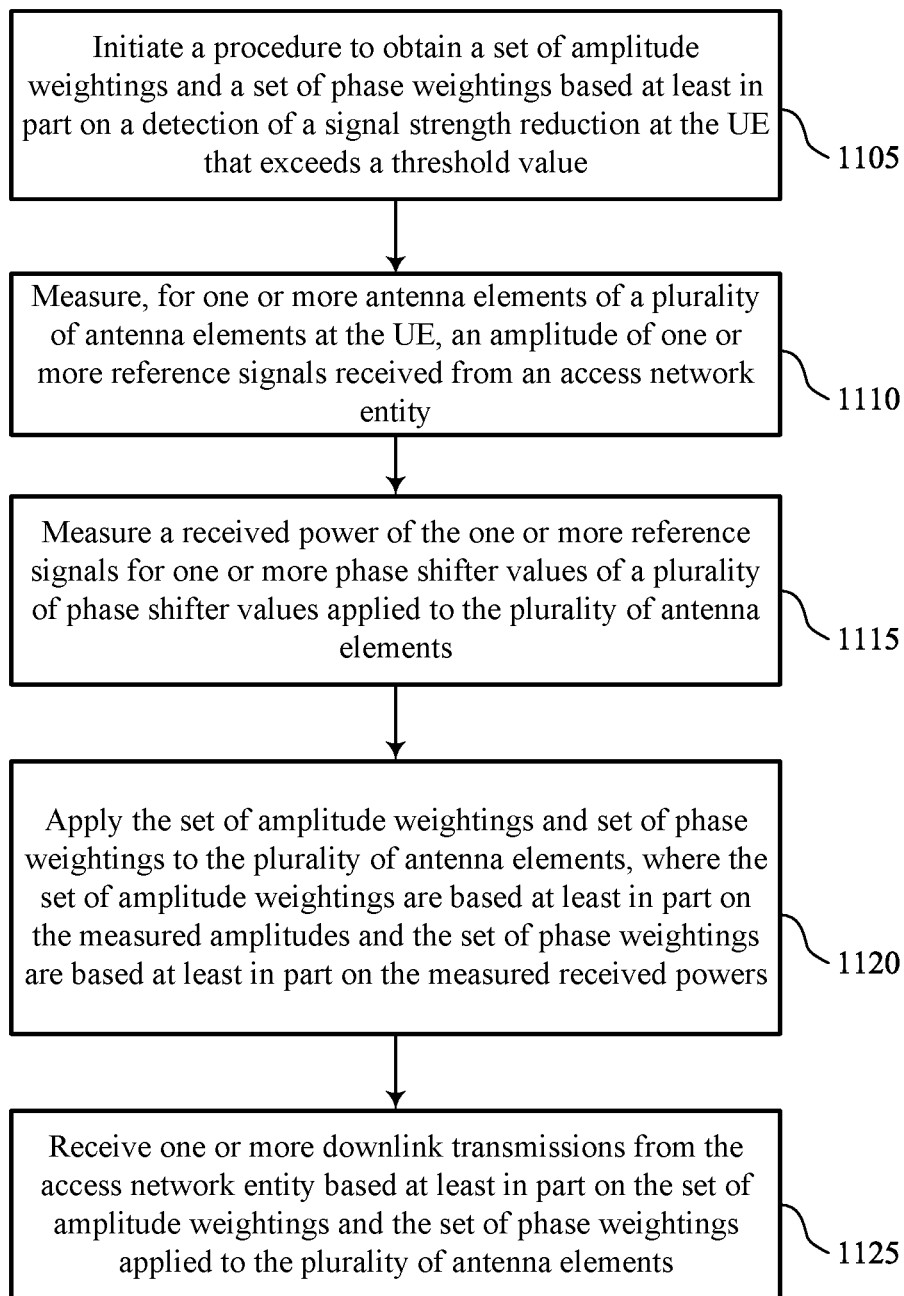 Initiate a procedure to obtain a set of amplitude
weightings and a set of phase weightings based at least in
part on a detection of a signal strength reduction at the UE
that exceeds a threshold value
1105
Measure, for one or more antenna elements of a plurality
of antenna elements at the UE, an amplitude of one or
more reference signals received from an access network
entity
1110
Measure a received power of the one or more reference
signals for one or more phase shifter values of a plurality
of phase shifter values applied to the plurality of antenna
elements
1115
Apply the set of amplitude weightings and set of phase
weightings to the plurality of antenna elements, where the
set of amplitude weightings are based at least in part on
the measured amplitudes and the set of phase weightings
are based at least in part on the measured received powers
1120
Receive one or more downlink transmissions from the
access network entity based at least in part on the set of
amplitude weightings and the set of phase weightings
applied to the plurality of antenna elements
1125